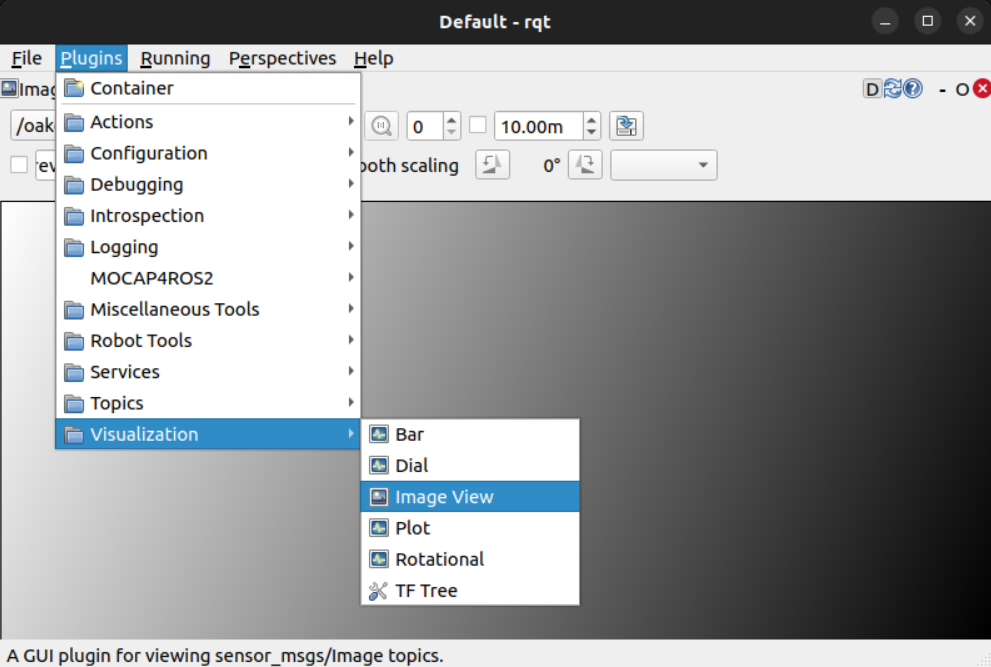 Default - rqt
File Plugins Running Perspectives Help
Imag
D ? - O
/oak
0 10.00m
rev
ooth scaling 0°
Container
Actions
Configuration
Debugging
Introspection
Logging
MOCAP4ROS2
Miscellaneous Tools
Robot Tools
Services
Topics
Visualization
Bar
Dial
Image View
Plot
Rotational
TF Tree
A GUI plugin for viewing sensor_msgs/Image topics.